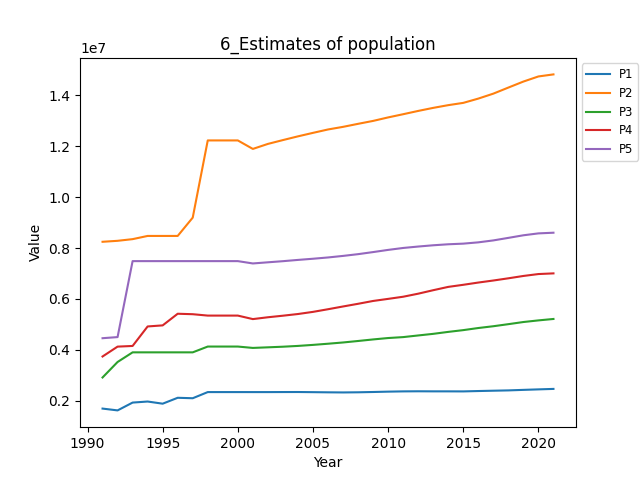 6_Estimates of population
1e7
1.4
1.2
1.0
0.8
0.6
0.4
0.2
Value
1990 1995 2000 2005 2010 2015 2020
Year
P1
P2
P3
P4
P5